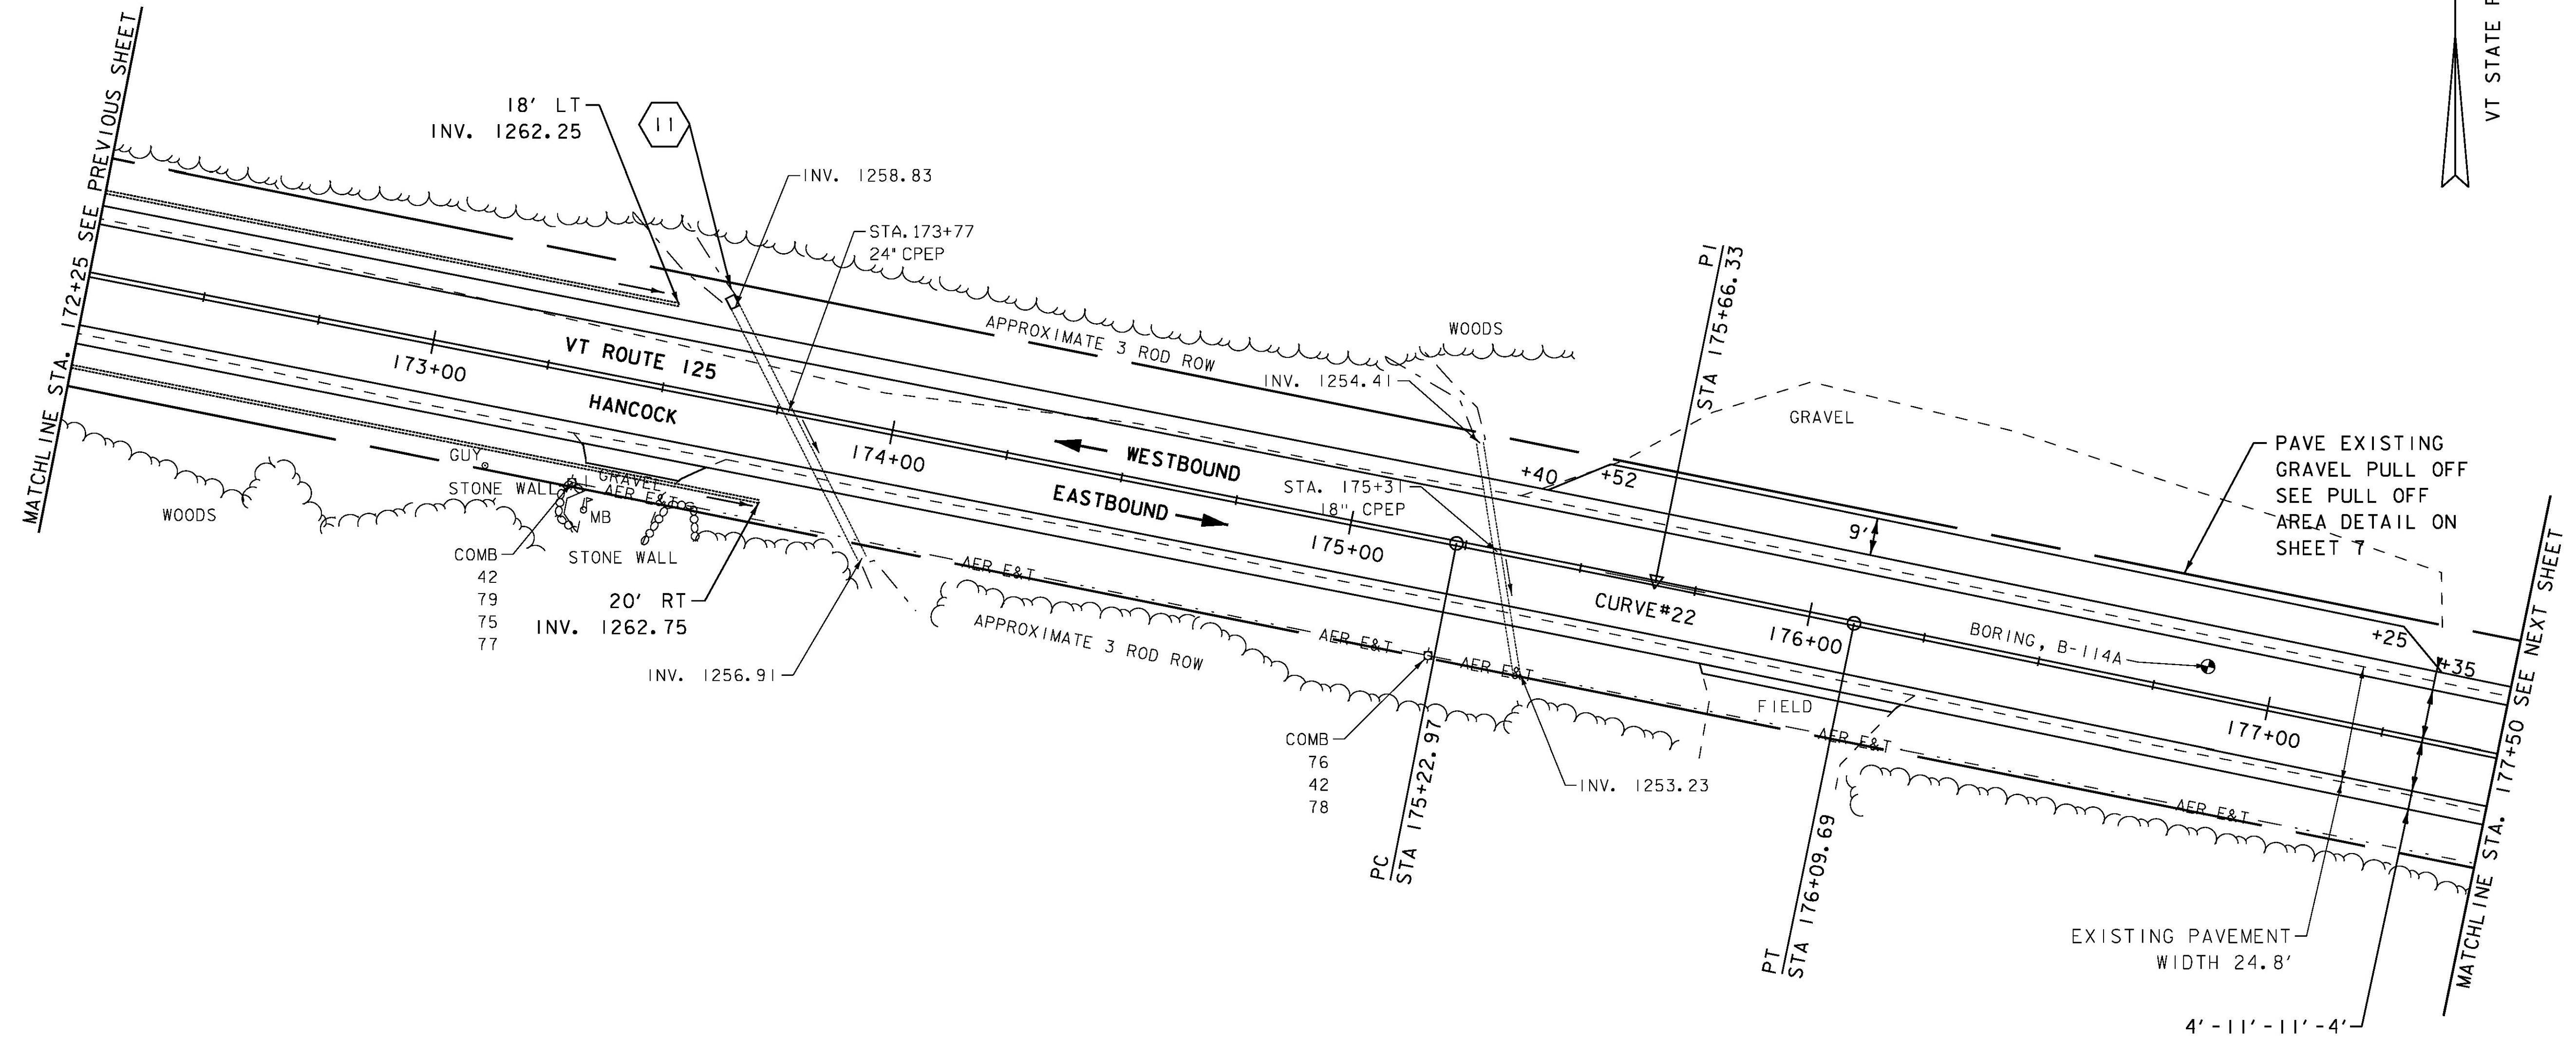 MATCHLINE STA. 172+25 SEE PREVIOUS SHEET
18' LT
INV. 1262.25
11
INV. 1258.83
STA.173+77
24" CPEP
173+00
VT ROUTE 125
HANCOCK
GUY
STONE WALL
GRAVEL
AER E&T
WOODS
MB
STONE WALL
COMB
42
79
75
77
20' RT
INV. 1262.75
INV. 1256.91
174+00
AER E&T
APPROXIMATE 3 ROD ROW
APPROXIMATE 3 ROD ROW
WESTBOUND
EASTBOUND
WOODS
INV. 1254.41
STA. 175+31
18" CPEP
175+00
AER E&T
AER E&T
COMB
76
42
78
PC
STA 175+22.97
INV. 1253.23
PI
STA 175+66.33
+40
+52
GRAVEL
9'
CURVE#22
176+00
FIELD
AER E&T
PT
STA 176+09.69
BORING, B-114A
PAVE EXISTING
GRAVEL PULL OFF
SEE PULL OFF
AREA DETAIL ON
SHEET 7
+25
+35
177+00
AER E&T
EXISTING PAVEMENT
WIDTH 24.8'
4'-11'-11'-4'
MATCHLINE STA. 177+50 SEE NEXT SHEET
VT STATE